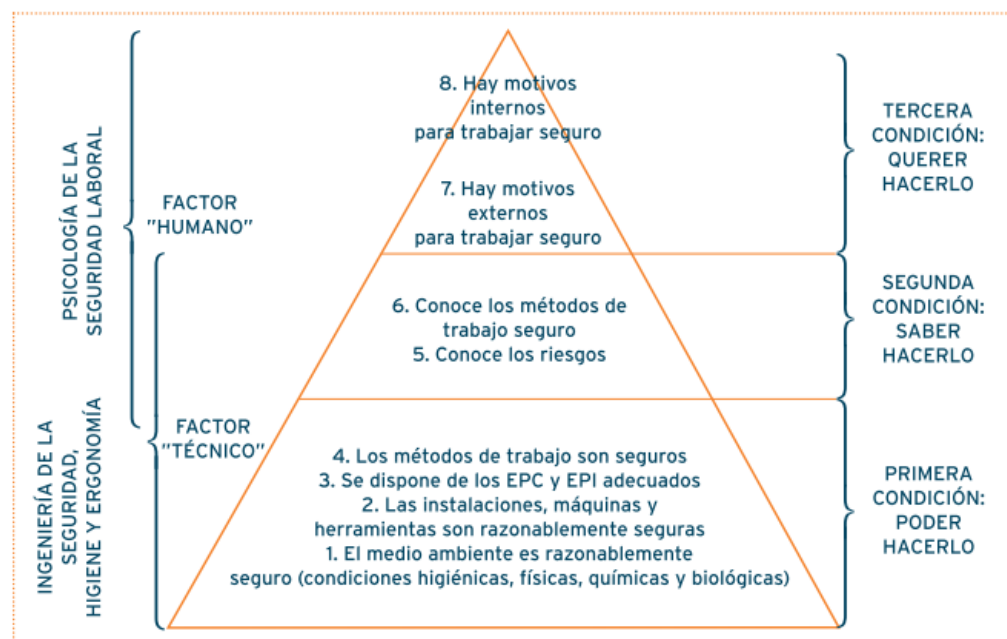 PSICOLOGÍA DE LA
SEGURIDAD LABORAL
INGENIERÍA DE LA
SEGURIDAD,
HIGIENE Y ERGONOMÍA
FACTOR
"HUMANO"
FACTOR
"TÉCNICO"
8. Hay motivos
internos
para trabajar seguro
7. Hay motivos
externos
para trabajar seguro
6. Conoce los métodos de
trabajo seguro
5. Conoce los riesgos
4. Los métodos de trabajo son seguros
3. Se dispone de los EPC y EPI adecuados
2. Las instalaciones, máquinas y
herramientas son razonablemente seguras
1. El medio ambiente es razonablemente
seguro (condiciones higiénicas, físicas, químicas y biológicas)
TERCERA
CONDICIÓN:
QUERER
HACERLO
SEGUNDA
CONDICIÓN:
SABER
HACERLO
PRIMERA
CONDICIÓN:
PODER
HACERLO